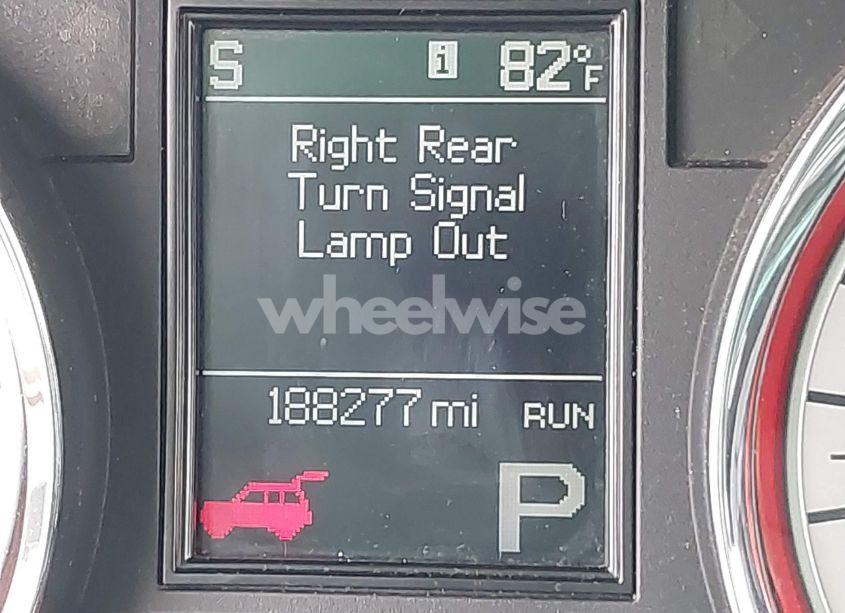 S i 82°F
Right Rear
Turn Signal
Lamp Out
wheelwise
188277 mi RUN
P